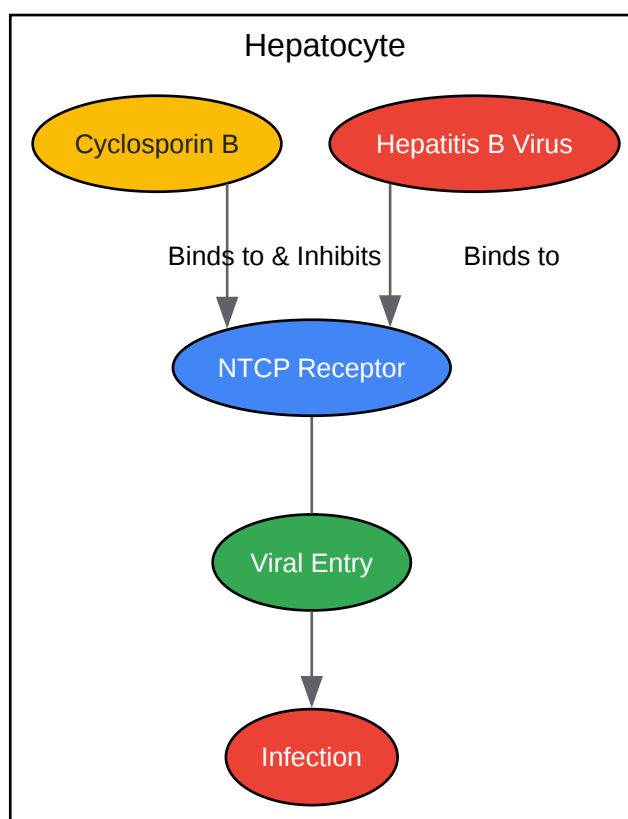 Hepatocyte
Cyclosporin B
Hepatitis B Virus
Binds to & Inhibits
Binds to
NTCP Receptor
Viral Entry
Infection